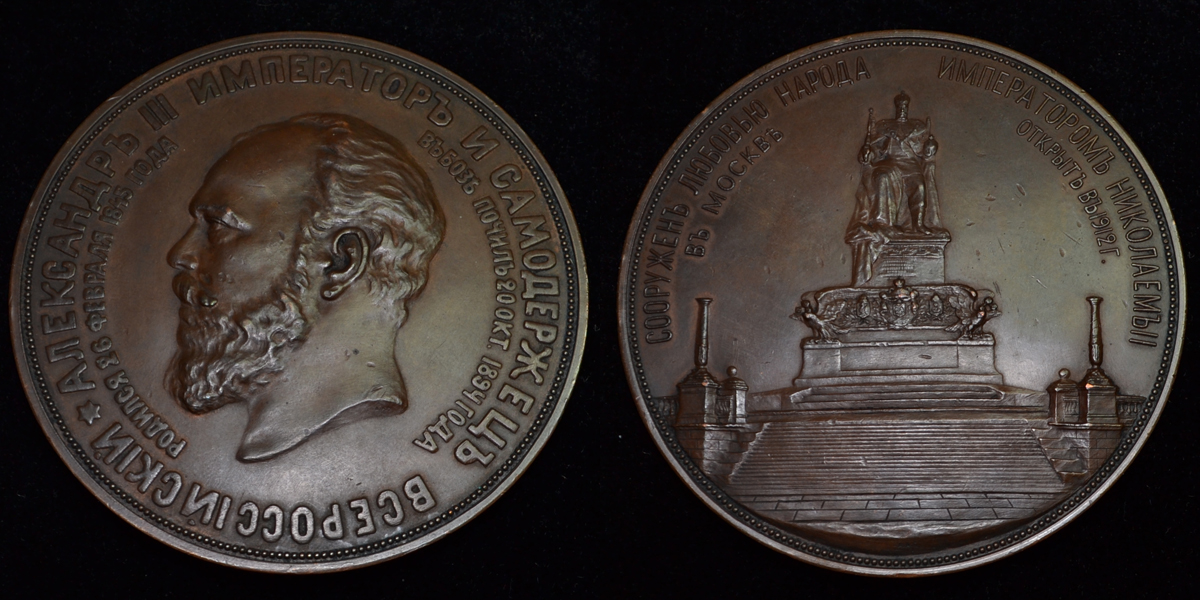 АЛЕКСАНДРЪ III ИМПЕРАТОРЪ И САМОДЕРЖЕЦЪ ВСЕРОССІЙСКІЙ
РОДИЛСЯ 26 ФЕВРАЛЯ 1845 ГОДА
ВЪ БОЗѢ ПОЧИЛЪ 20 ОКТ. 1894 ГОДА
СООРУЖЕНЪ ЛЮБОВЬЮ НАРОДА ИМПЕРАТОРОМЪ НИКОЛАЕМЪ II
ВЪ МОСКВѢ
ОТКРЫТЪ ВЪ 1912 Г.